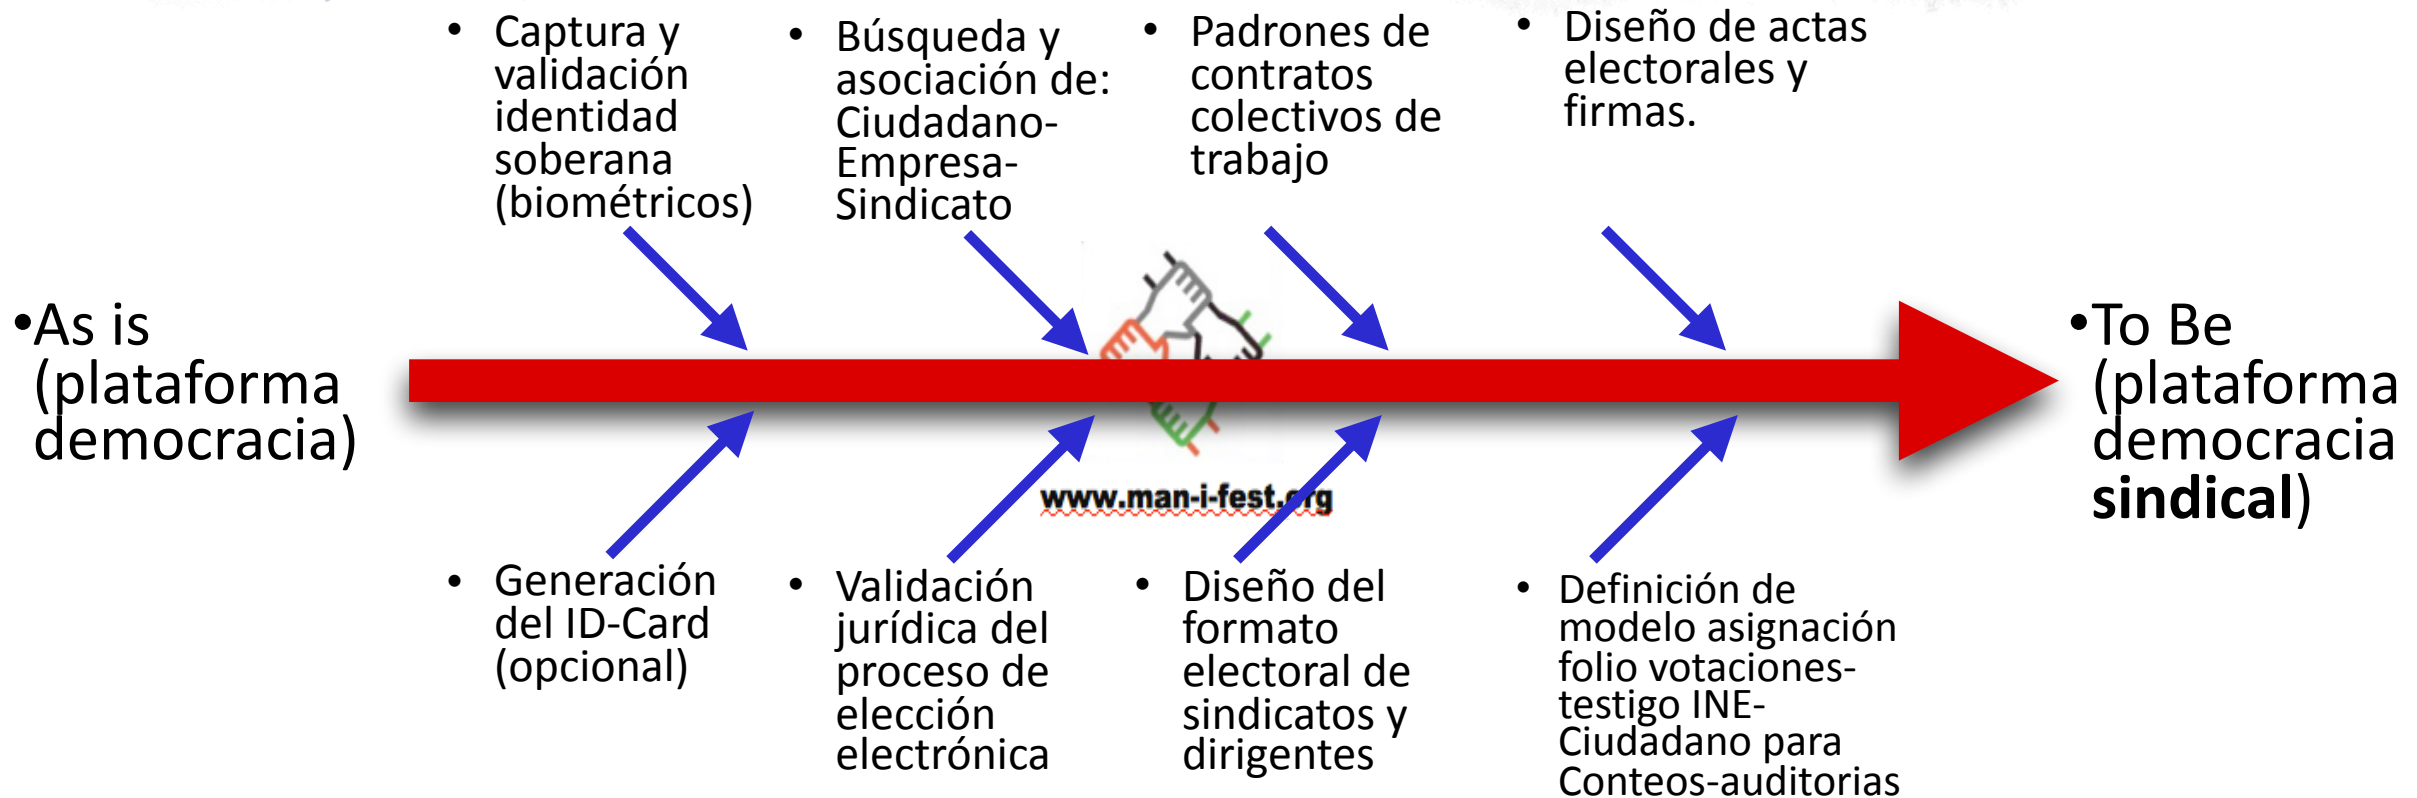 • Captura y
validación
identidad
soberana
(biométricos)
• Búsqueda y
asociación de:
Ciudadano-
Empresa-
Sindicato
• Padrones de
contratos
colectivos de
trabajo
• Diseño de actas
electorales y
firmas.
•As is
(plataforma
democracia)
www.man-i-fest.org
•To Be
(plataforma
democracia
sindical)
• Generación
del ID-Card
(opcional)
• Validación
jurídica del
proceso de
elección
electrónica
• Diseño del
formato
electoral de
sindicatos y
dirigentes
• Definición de
modelo asignación
folio votaciones-
testigo INE-
Ciudadano para
Conteos-auditorias